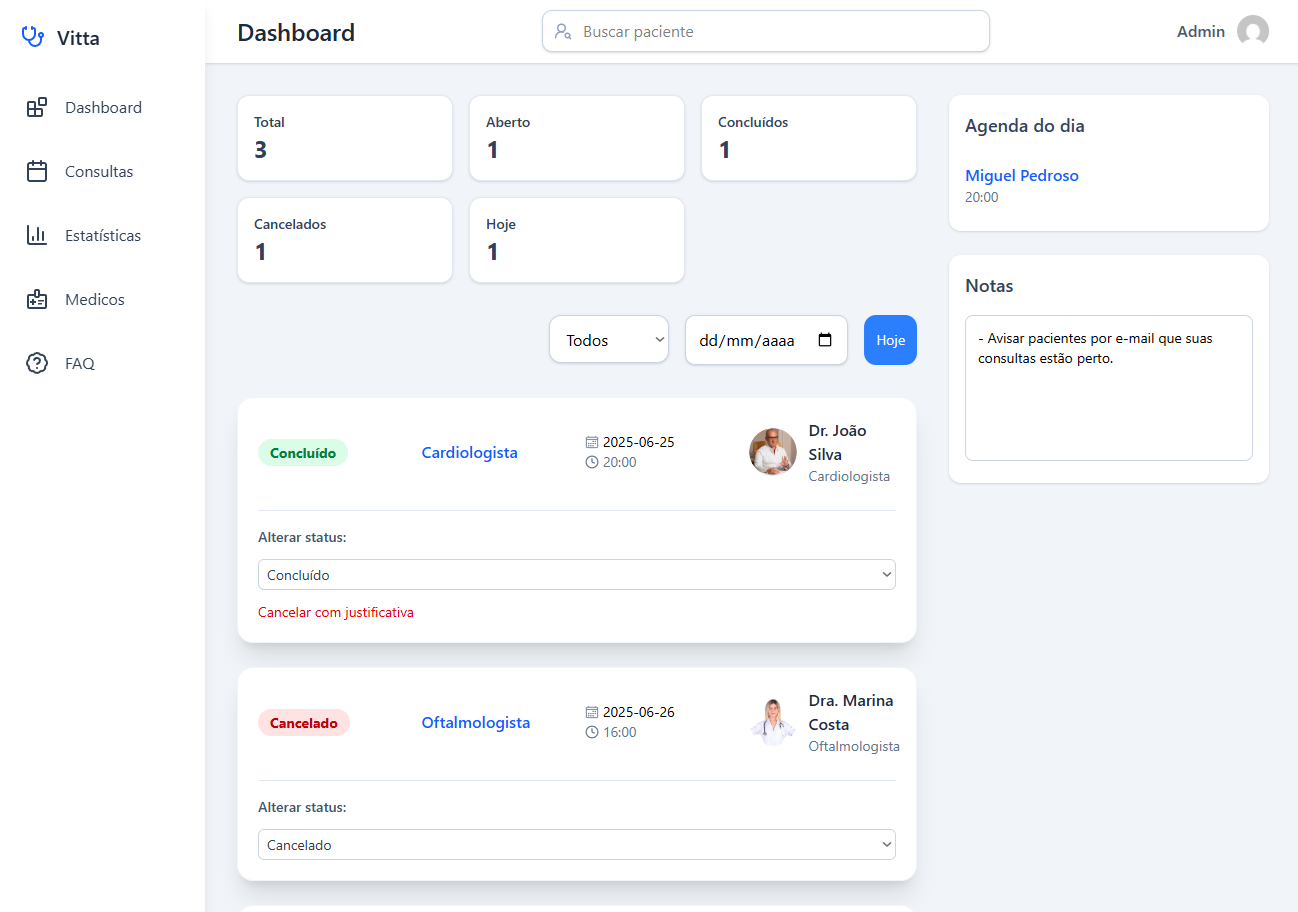 Vitta
Dashboard
Consultas
Estatísticas
Medicos
FAQ
Dashboard
Buscar paciente
Admin
Total
3
Aberto
1
Concluídos
1
Cancelados
1
Hoje
1
Todos
dd/mm/aaaa
Hoje
Concluído
Cardiologista
2025-06-25
20:00
Dr. João
Silva
Cardiologista
Alterar status:
Concluído
Cancelar com justificativa
Cancelado
Oftalmologista
2025-06-26
16:00
Dra. Marina
Costa
Oftalmologista
Alterar status:
Cancelado
Agenda do dia
Miguel Pedroso
20:00
Notas
- Avisar pacientes por e-mail que suas
consultas estão perto.